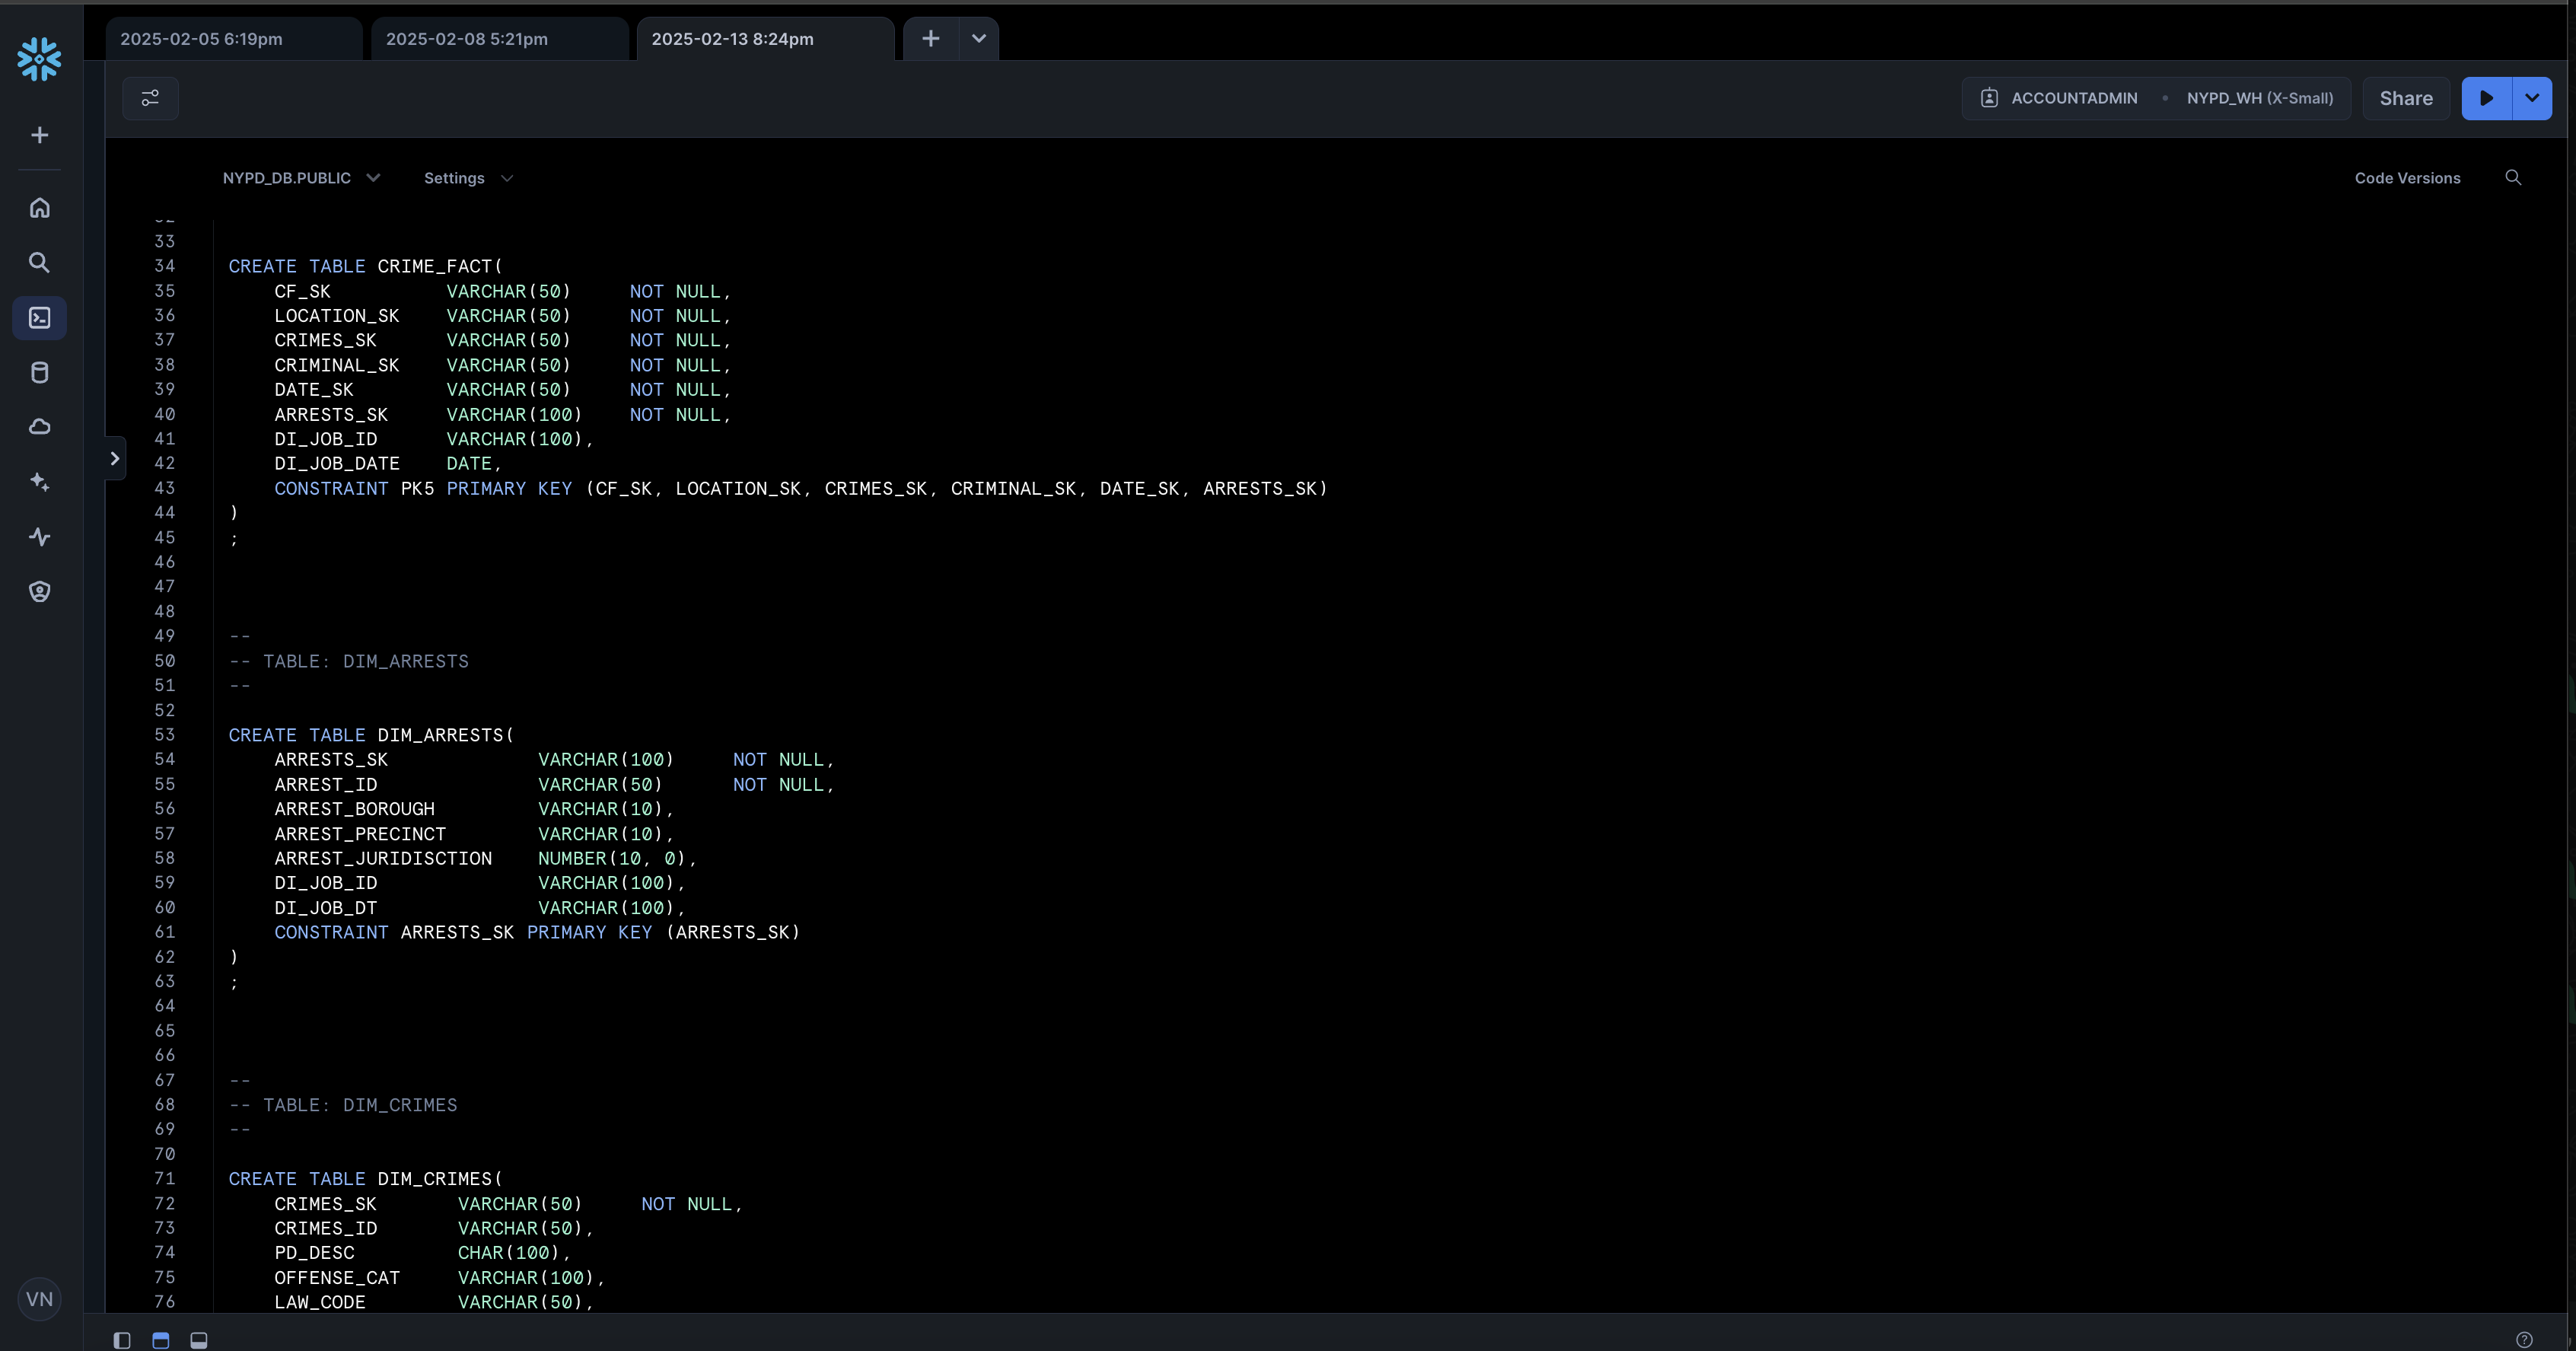 2025-02-05 6:19pm
2025-02-08 5:21pm
2025-02-13 8:24pm
ACCOUNTADMIN • NYPD_WH (X-Small)
Share
NYPD_DB.PUBLIC
Settings
Code Versions
32
33
34 CREATE TABLE CRIME_FACT(
35 CF_SK VARCHAR(50) NOT NULL,
36 LOCATION_SK VARCHAR(50) NOT NULL,
37 CRIMES_SK VARCHAR(50) NOT NULL,
38 CRIMINAL_SK VARCHAR(50) NOT NULL,
39 DATE_SK VARCHAR(50) NOT NULL,
40 ARRESTS_SK VARCHAR(100) NOT NULL,
41 DI_JOB_ID VARCHAR(100),
42 DI_JOB_DATE DATE,
43 CONSTRAINT PK5 PRIMARY KEY (CF_SK, LOCATION_SK, CRIMES_SK, CRIMINAL_SK, DATE_SK, ARRESTS_SK)
44 )
45 ;
46
47
48
49 --
50 -- TABLE: DIM_ARRESTS
51 --
52
53 CREATE TABLE DIM_ARRESTS(
54 ARRESTS_SK VARCHAR(100) NOT NULL,
55 ARREST_ID VARCHAR(50) NOT NULL,
56 ARREST_BOROUGH VARCHAR(10),
57 ARREST_PRECINCT VARCHAR(10),
58 ARREST_JURIDISCTION NUMBER(10, 0),
59 DI_JOB_ID VARCHAR(100),
60 DI_JOB_DT VARCHAR(100),
61 CONSTRAINT ARRESTS_SK PRIMARY KEY (ARRESTS_SK)
62 )
63 ;
64
65
66
67 --
68 -- TABLE: DIM_CRIMES
69 --
70
71 CREATE TABLE DIM_CRIMES(
72 CRIMES_SK VARCHAR(50) NOT NULL,
73 CRIMES_ID VARCHAR(50),
74 PD_DESC CHAR(100),
75 OFFENSE_CAT VARCHAR(100),
76 LAW_CODE VARCHAR(50),
VN